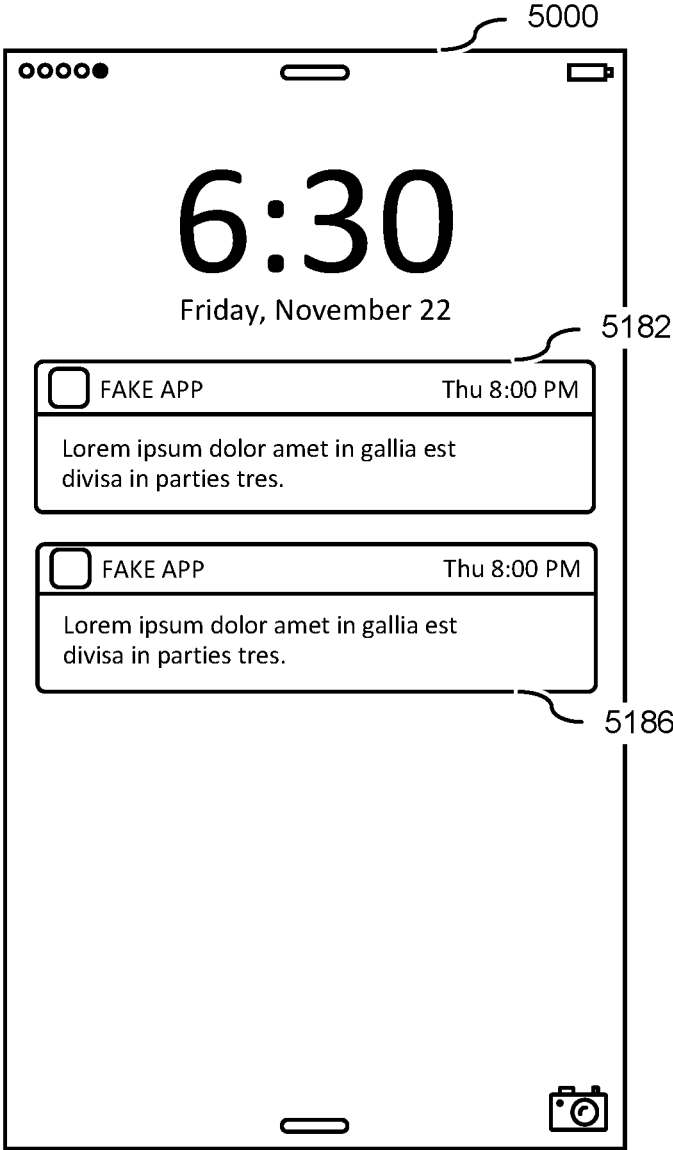 5000
6:30
Friday, November 22
5182
FAKE APP Thu 8:00 PM
Lorem ipsum dolor amet in gallia est
divisa in parties tres.
FAKE APP Thu 8:00 PM
Lorem ipsum dolor amet in gallia est
divisa in parties tres.
5186